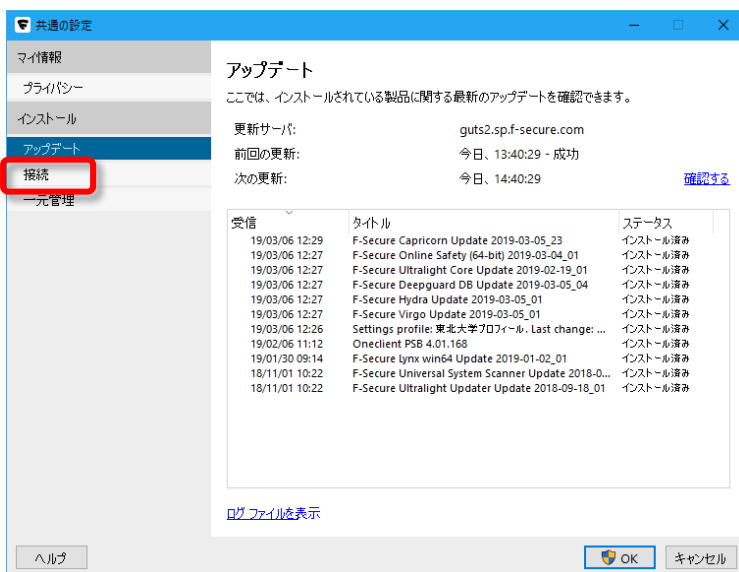 共通の設定
マイ情報
プライバシー
インストール
アップデート
接続
一元管理
アップデート
ここでは、インストールされている製品に関する最新のアップデートを確認できます。
更新サーバ: guts2.sp.f-secure.com
前回の更新: 今日、13:40:29 - 成功
次の更新: 今日、14:40:29 確認する
受信 タイトル ステータス
19/03/06 12:29 F-Secure Capricorn Update 2019-03-05_23 インストール済み
19/03/06 12:27 F-Secure Online Safety (64-bit) 2019-03-04_01 インストール済み
19/03/06 12:27 F-Secure Ultralight Core Update 2019-02-19_01 インストール済み
19/03/06 12:27 F-Secure Deepguard DB Update 2019-03-05_04 インストール済み
19/03/06 12:27 F-Secure Hydra Update 2019-03-05_01 インストール済み
19/03/06 12:27 F-Secure Virgo Update 2019-03-05_01 インストール済み
19/03/06 12:26 Settings profile: 東北大学プロフィール. Last change: ... インストール済み
19/02/06 11:12 Oneclient PSB 4.01.168 インストール済み
19/01/30 09:14 F-Secure Lynx win64 Update 2019-01-02_01 インストール済み
18/11/01 10:22 F-Secure Universal System Scanner Update 2018-0... インストール済み
18/11/01 10:22 F-Secure Ultralight Updater Update 2018-09-18_01 インストール済み
ログ ファイルを表示
ヘルプ OK キャンセル